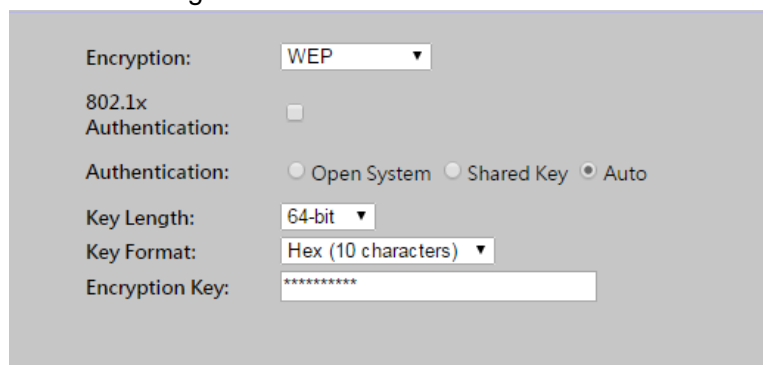 Encryption: WEP
802.1x
Authentication:
Authentication: Open System Shared Key Auto
Key Length: 64-bit
Key Format: Hex (10 characters)
Encryption Key: **********